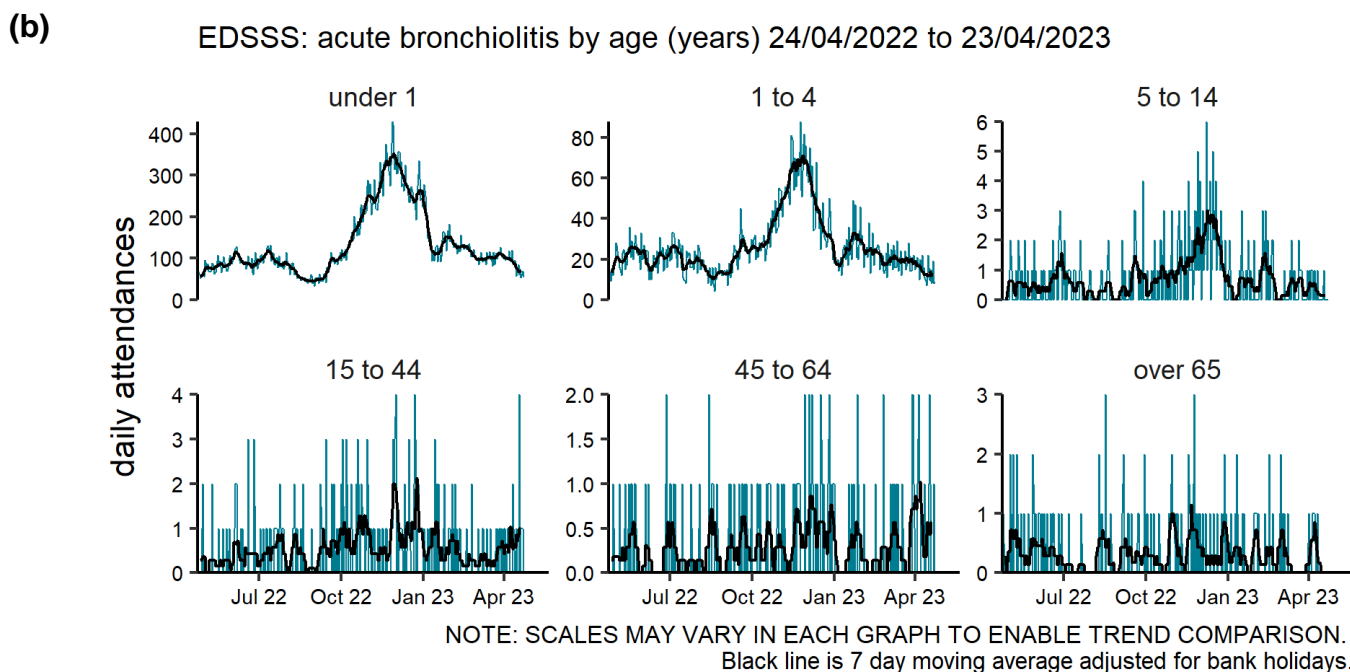 (b)
EDSSS: acute bronchiolitis by age (years) 24/04/2022 to 23/04/2023
daily attendances
under 1
400
300
200
100
0
1 to 4
80
60
40
20
0
5 to 14
6
5
4
3
2
1
0
15 to 44
4
3
2
1
0
Jul 22 Oct 22 Jan 23 Apr 23
45 to 64
2.0
1.5
1.0
0.5
0.0
Jul 22 Oct 22 Jan 23 Apr 23
over 65
3
2
1
0
Jul 22 Oct 22 Jan 23 Apr 23
NOTE: SCALES MAY VARY IN EACH GRAPH TO ENABLE TREND COMPARISON.
Black line is 7 day moving average adjusted for bank holidays.